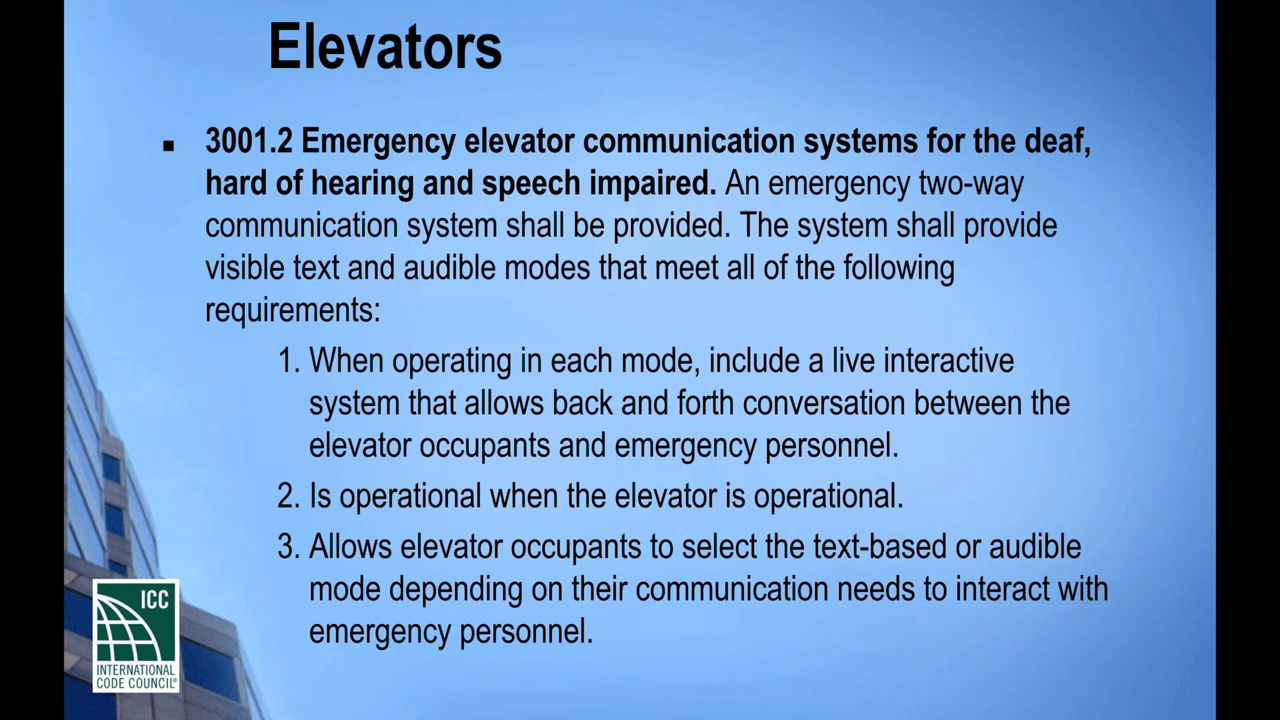 Elevators
▪ 3001.2 Emergency elevator communication systems for the deaf,
hard of hearing and speech impaired. An emergency two-way
communication system shall be provided. The system shall provide
visible text and audible modes that meet all of the following
requirements:
1. When operating in each mode, include a live interactive
system that allows back and forth conversation between the
elevator occupants and emergency personnel.
2. Is operational when the elevator is operational.
3. Allows elevator occupants to select the text-based or audible
mode depending on their communication needs to interact with
emergency personnel.
ICC
INTERNATIONAL
CODE COUNCIL®